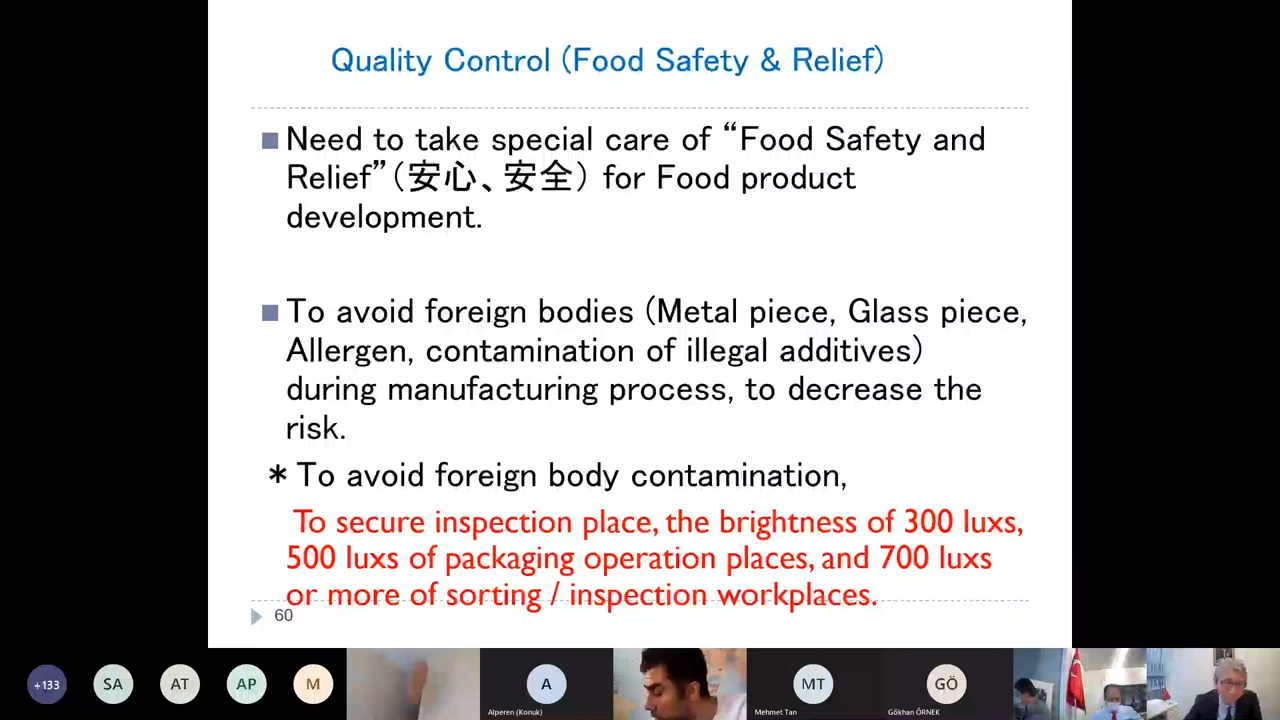 Quality Control (Food Safety & Relief)
■ Need to take special care of “Food Safety and
Relief”(安心、安全) for Food product
development.
■ To avoid foreign bodies (Metal piece, Glass piece,
Allergen, contamination of illegal additives)
during manufacturing process, to decrease the
risk.
* To avoid foreign body contamination,
To secure inspection place, the brightness of 300 luxs,
500 luxs of packaging operation places, and 700 luxs
or more of sorting / inspection workplaces.
60
+133
SA
AT
AP
M
A
Alperen (Konuk)
MT
Mehmet Tan
GÖ
Gökhan ÖRNEK